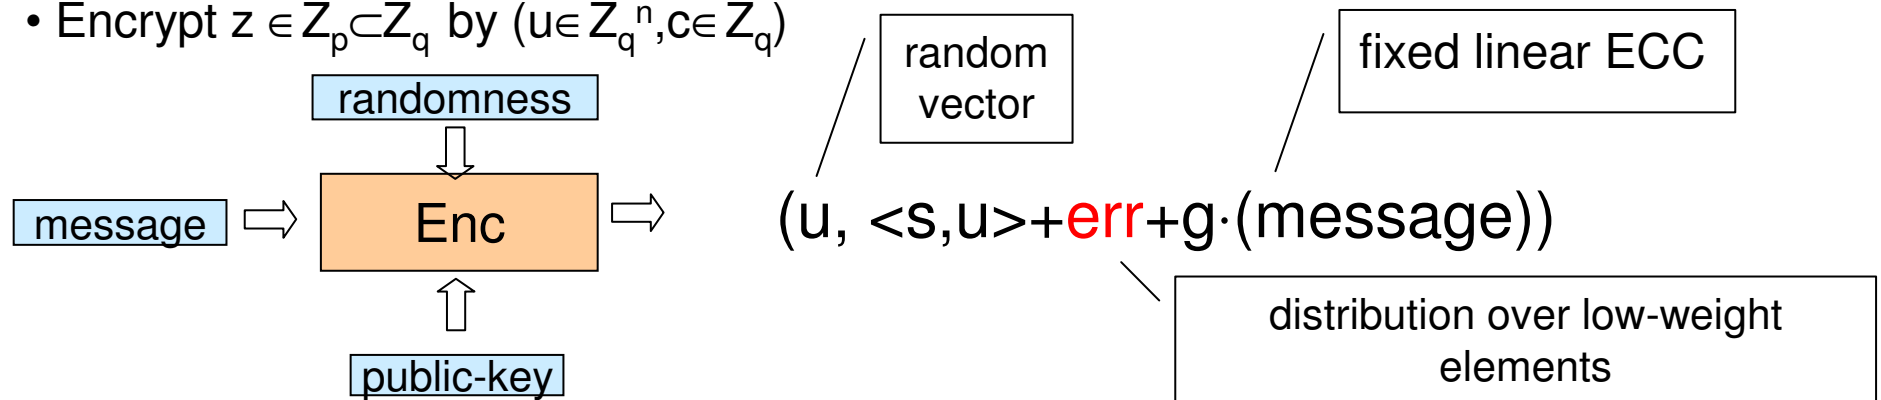 • Encrypt z ∈ Zp⊂Zq by (u∈ Zqⁿ,c∈ Zq)
random
vector
fixed linear ECC
randomness
message
Enc
(u, <s,u>+err+g·(message))
public-key
distribution over low-weight
elements